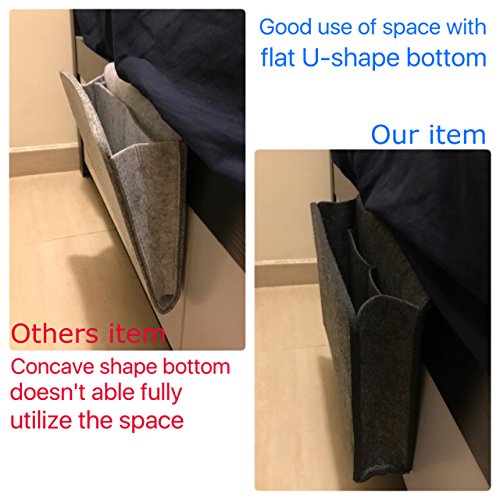 Good use of space with
flat U-shape bottom
Our item
Others item
Concave shape bottom
doesn't able fully
utilize the space